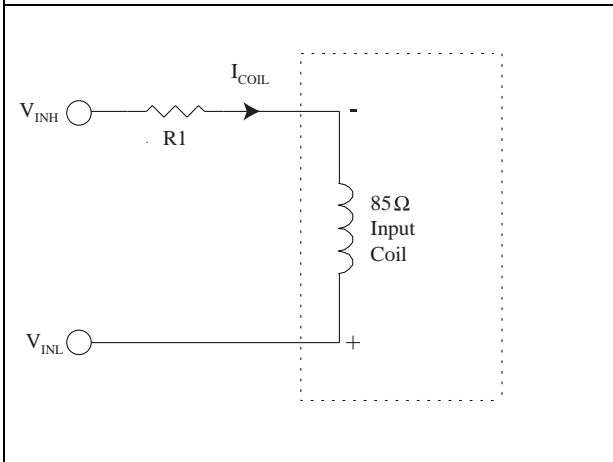 I_COIL
V_INH
-
R1
85Ω
Input
Coil
V_INL
+